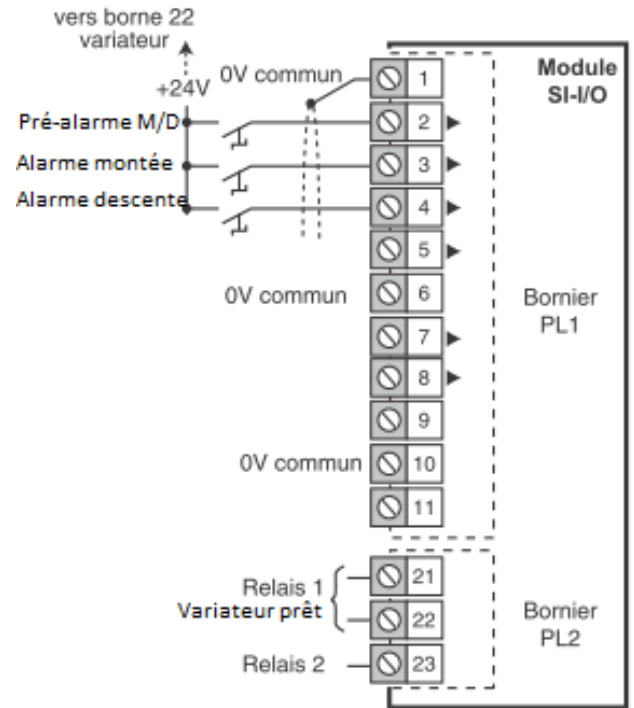 vers borne 22
variateur
+24V
0V commun
1
Module
SI-I/O
Pré-alarme M/D
2
Alarme montée
3
Alarme descente
4
5
0V commun
6
Bornier
PL1
7
8
9
0V commun
10
11
Relais 1
21
Variateur prêt
22
Bornier
PL2
Relais 2
23